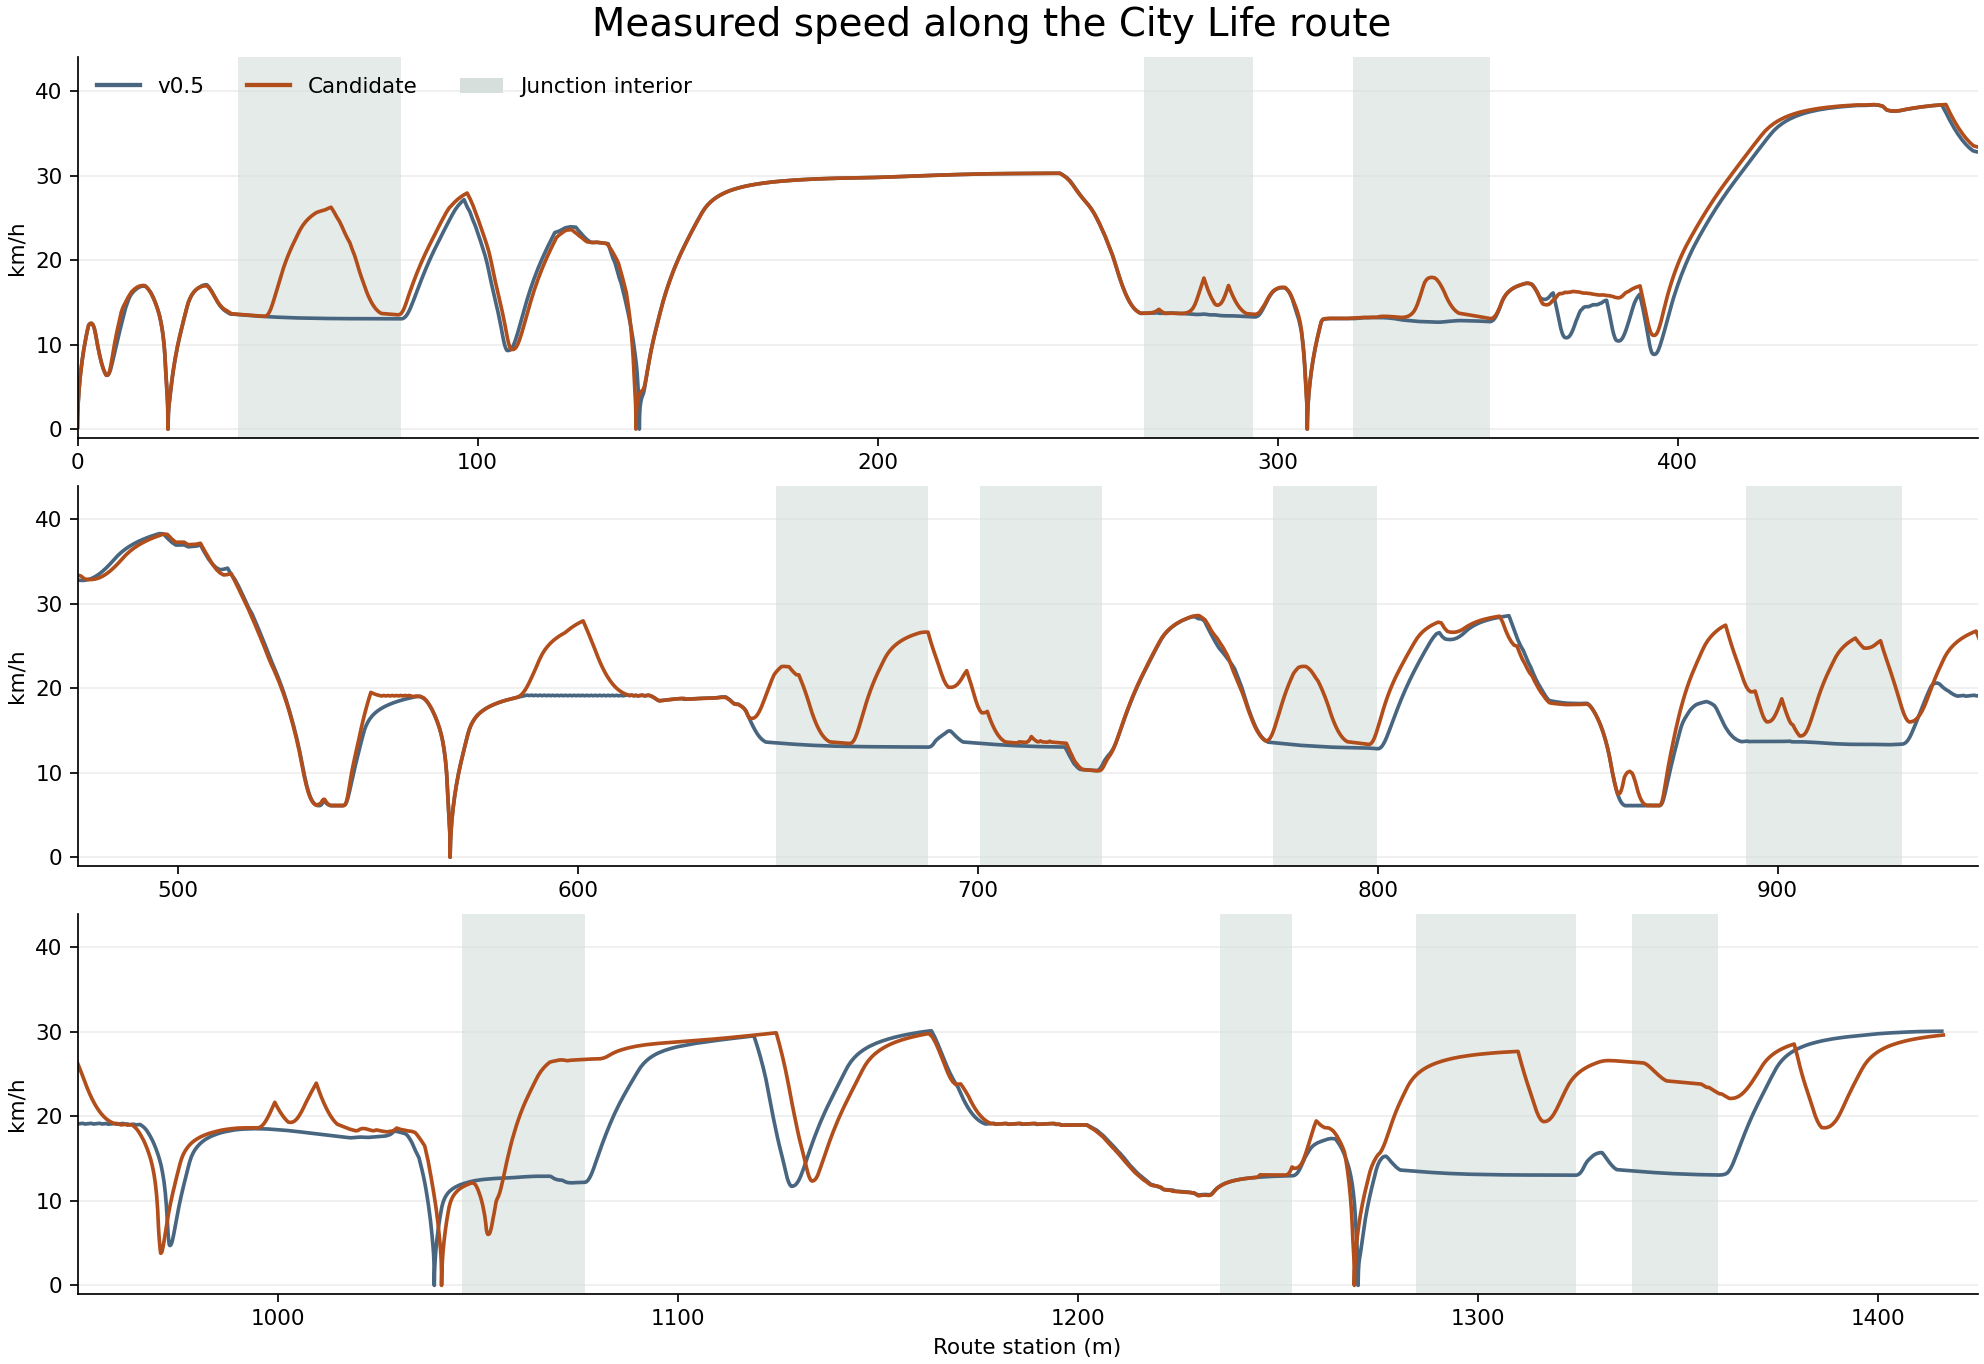 Measured speed along the City Life route
v0.5 Candidate Junction interior
km/h
40
30
20
10
0
0 100 200 300 400
km/h
40
30
20
10
0
500 600 700 800 900
km/h
40
30
20
10
0
1000 1100 1200 1300 1400
Route station (m)